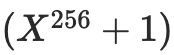 (X^{256} + 1)